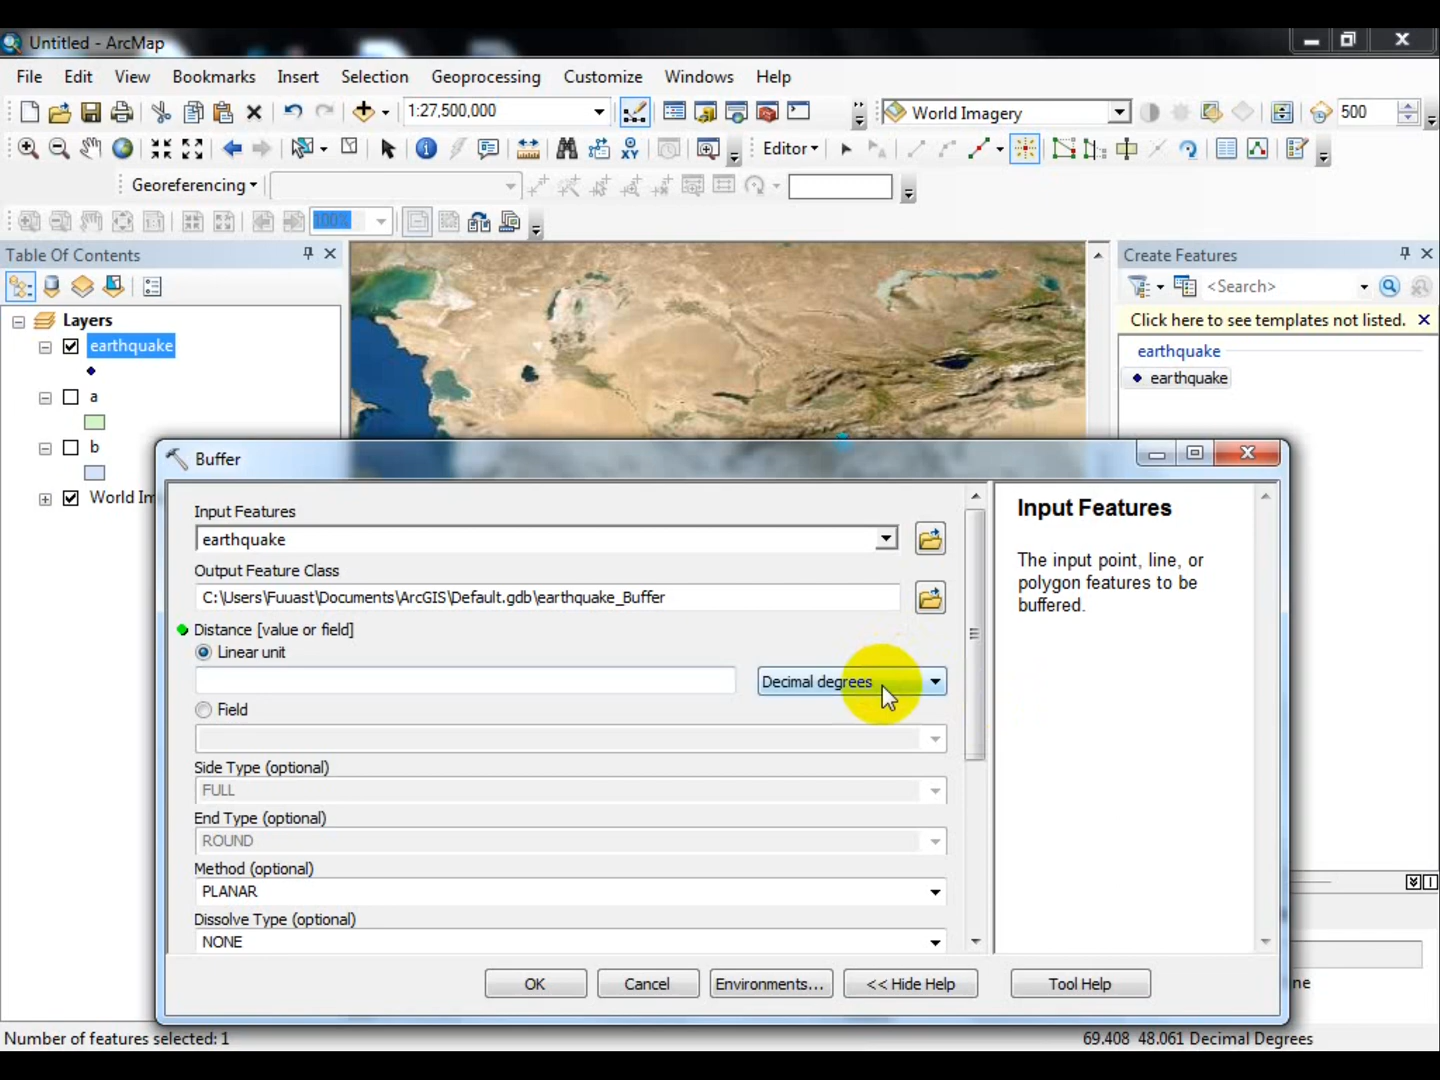 Untitled - ArcMap
File Edit View Bookmarks Insert Selection Geoprocessing Customize Windows Help
1:27,500,000 World Imagery 500
Editor
Georeferencing
100%
Table Of Contents
Create Features
<Search>
Layers
Click here to see templates not listed.
earthquake
earthquake
earthquake
a
b
World Im
Buffer
Input Features
earthquake
Output Feature Class
C:\Users\Fuuast\Documents\ArcGIS\Default.gdb\earthquake_Buffer
Distance [value or field]
Linear unit
Decimal degrees
Field
Side Type (optional)
FULL
End Type (optional)
ROUND
Method (optional)
PLANAR
Dissolve Type (optional)
NONE
Input Features
The input point, line, or
polygon features to be
buffered.
OK Cancel Environments... << Hide Help Tool Help
ne
Number of features selected: 1
69.408 48.061 Decimal Degrees